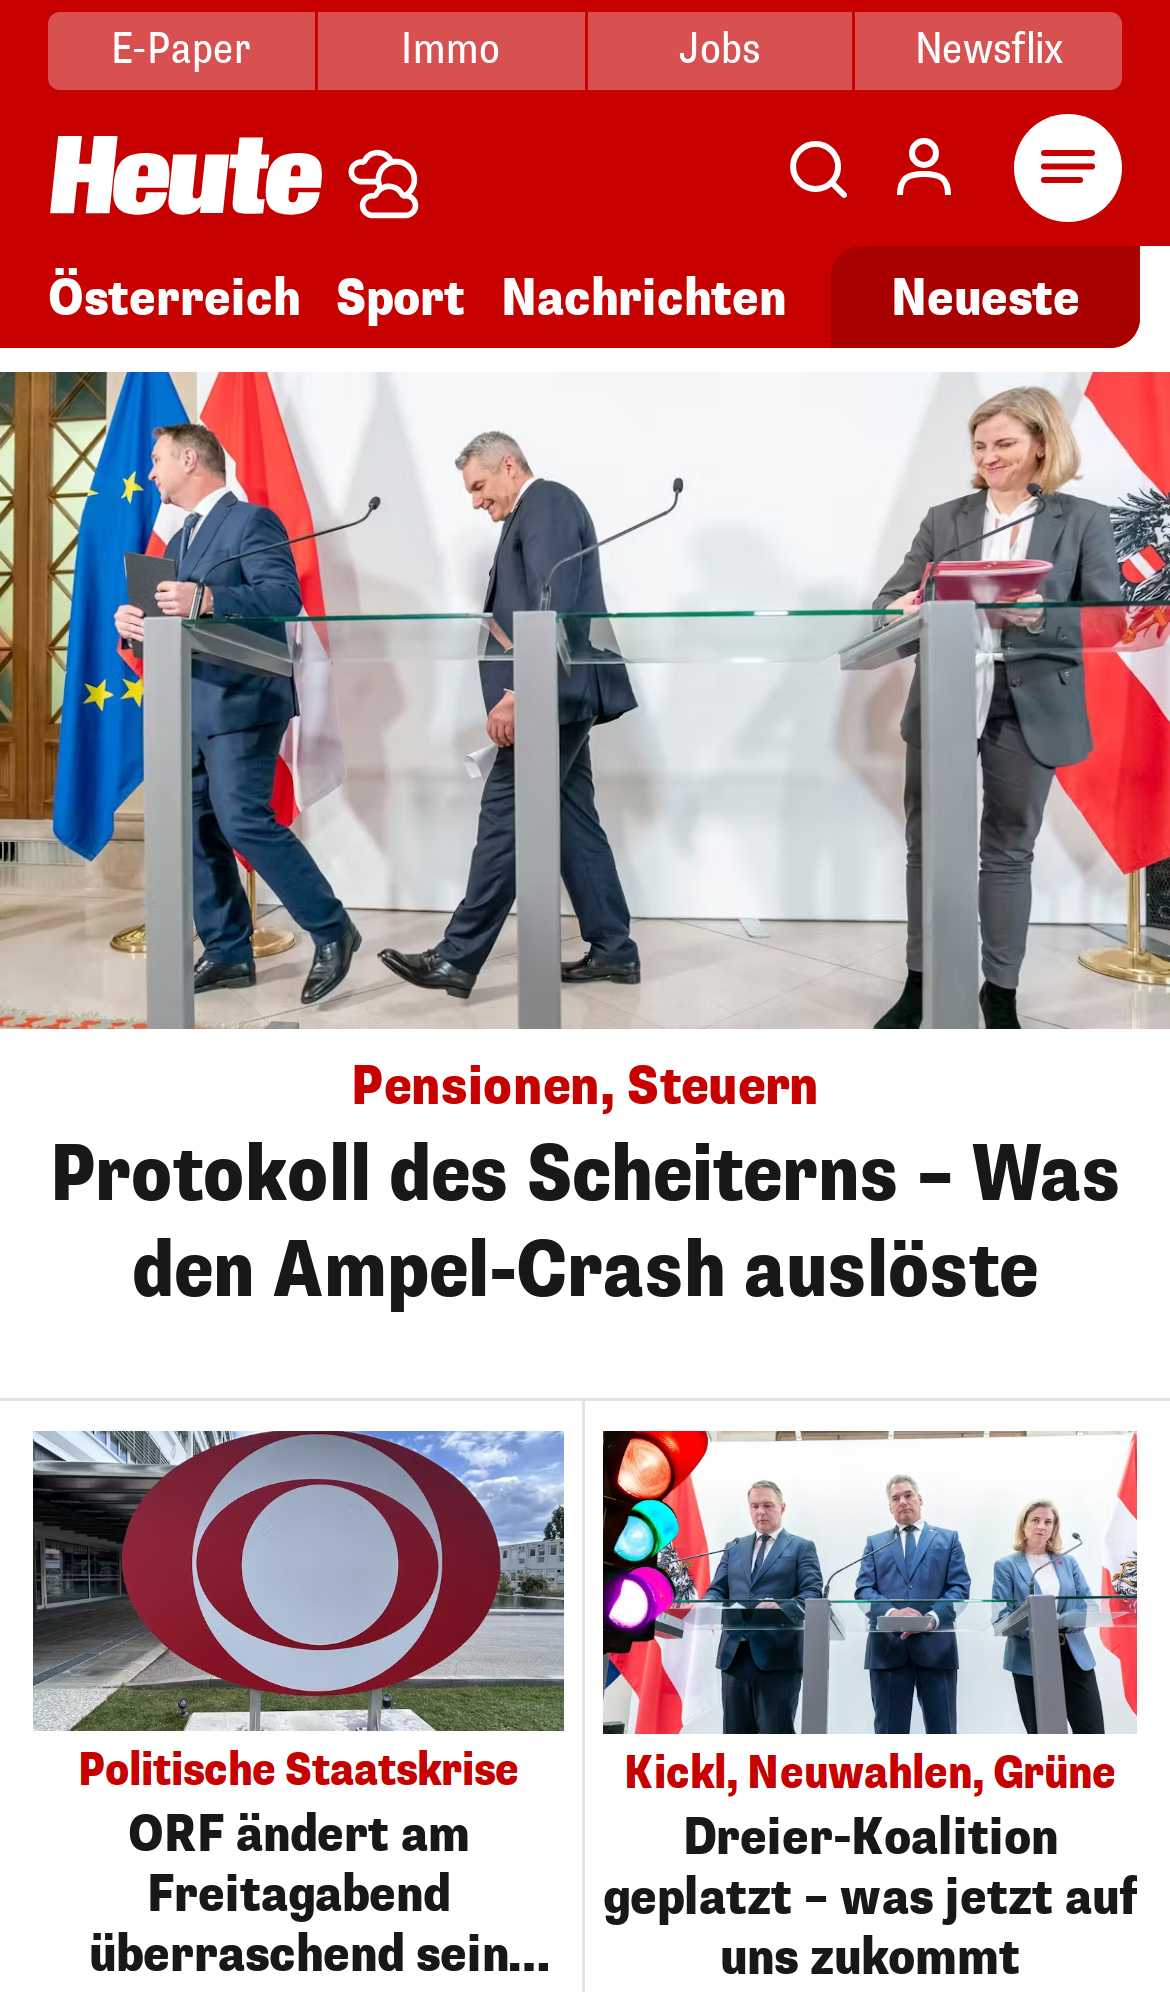 E-Paper
Immo
Jobs
Newsflix
Heute
Österreich
Sport
Nachrichten
Neueste
Pensionen, Steuern
Protokoll des Scheiterns – Was
den Ampel-Crash auslöste
Politische Staatskrise
ORF ändert am
Freitagabend
überraschend sein...
Kickl, Neuwahlen, Grüne
Dreier-Koalition
geplatzt – was jetzt auf
uns zukommt